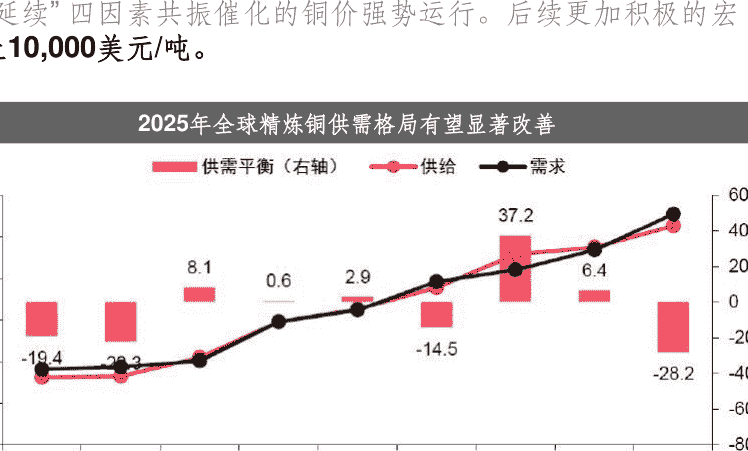 延续” 四因素共振催化的铜价强势运行。后续更加积极的宏
10,000美元/吨。
2025年全球精炼铜供需格局有望显著改善
供需平衡（右轴） 供给 需求
37.2
8.1 0.6 2.9 6.4
-19.4 -14.5 -28.2
60
40
20
0
-20
-40
-60